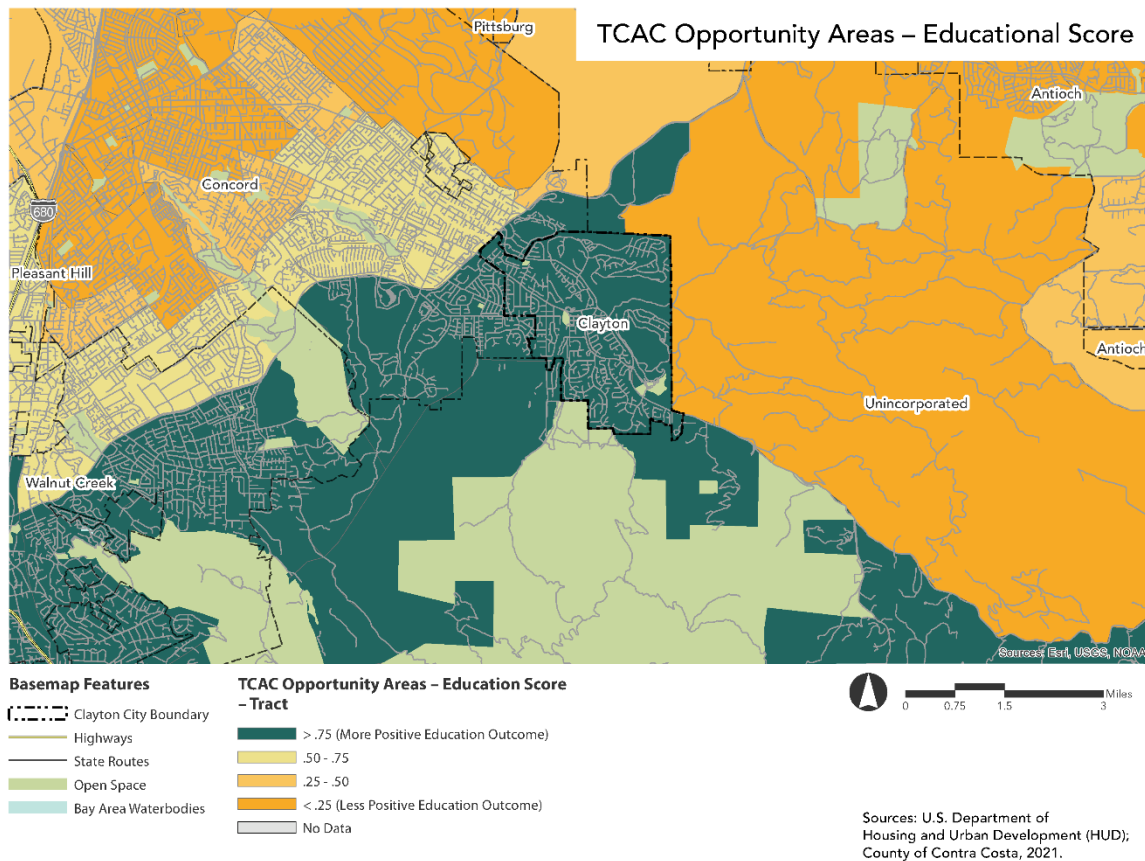 TCAC Opportunity Areas – Educational Score
Pittsburg
Antioch
Concord
680
Pleasant Hill
Clayton
Antioch
Unincorporated
Walnut Creek
Sources: Esri, USGS, NOAA
Basemap Features
Clayton City Boundary
Highways
State Routes
Open Space
Bay Area Waterbodies
TCAC Opportunity Areas – Education Score
– Tract
> .75 (More Positive Education Outcome)
.50 - .75
.25 - .50
< .25 (Less Positive Education Outcome)
No Data
Miles
0 0.75 1.5 3
Sources: U.S. Department of
Housing and Urban Development (HUD);
County of Contra Costa, 2021.